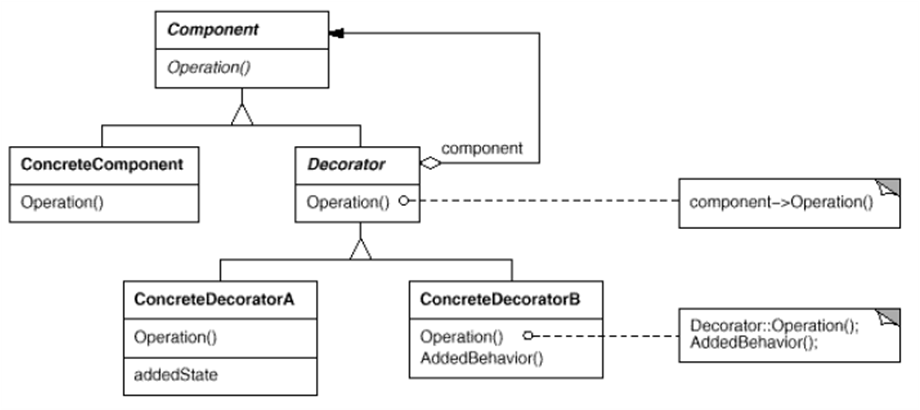 Component
Operation()
component
ConcreteComponent
Operation()
Decorator
Operation()
component->Operation()
ConcreteDecoratorA
Operation()
addedState
ConcreteDecoratorB
Operation()
AddedBehavior()
Decorator::Operation();
AddedBehavior();